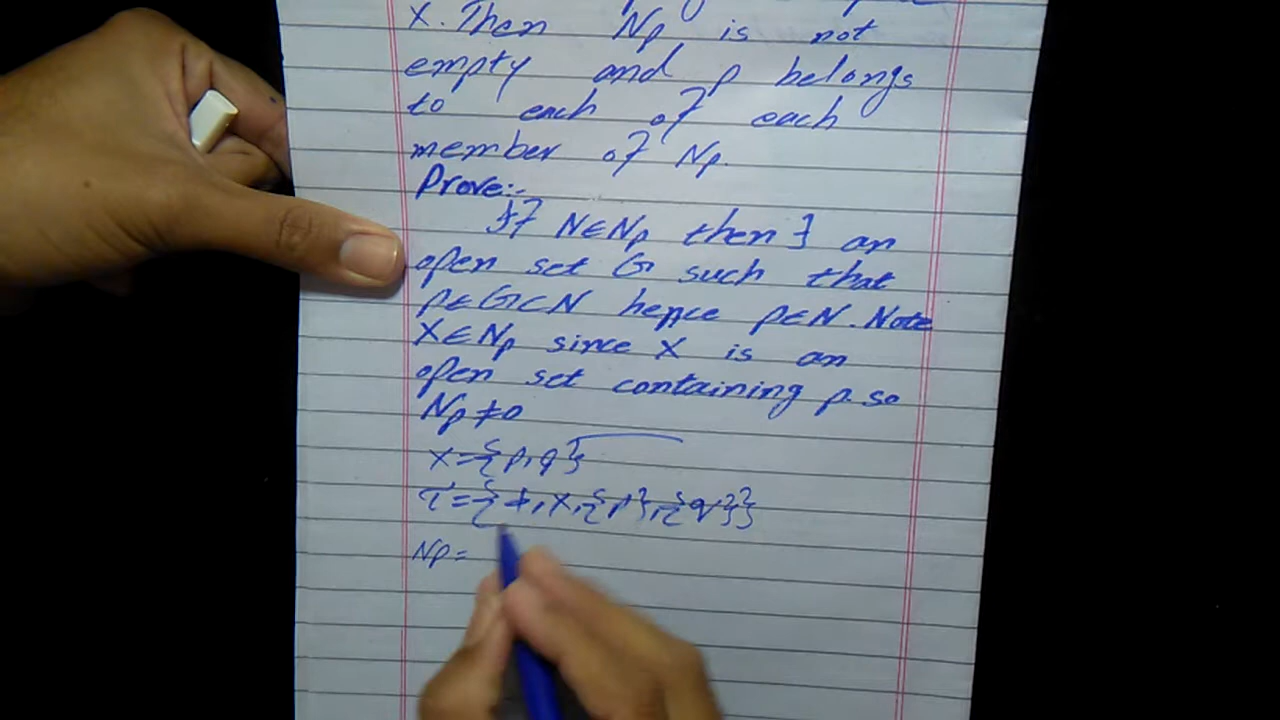 X. Then Np is not
empty and p belongs
to each of each
member of Np.
Prove:-
If N∈Np then ∃ an
open set G such that
p∈G⊂N hence p∈N. Note
X∈Np since X is an
open set containing p. so
Np≠∅
X={p,q}
τ={ϕ,X,{p},{q}}
Np=